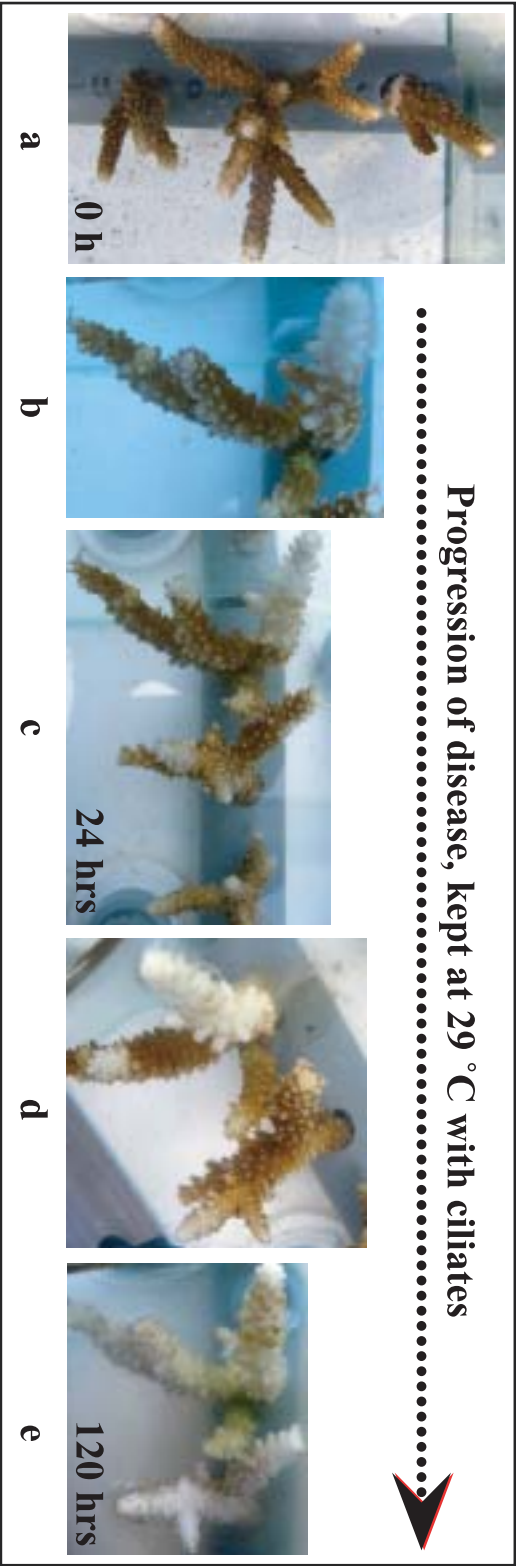 Progression of disease, kept at 29 °C with ciliates
0 h
24 hrs
120 hrs
a
b
c
d
e